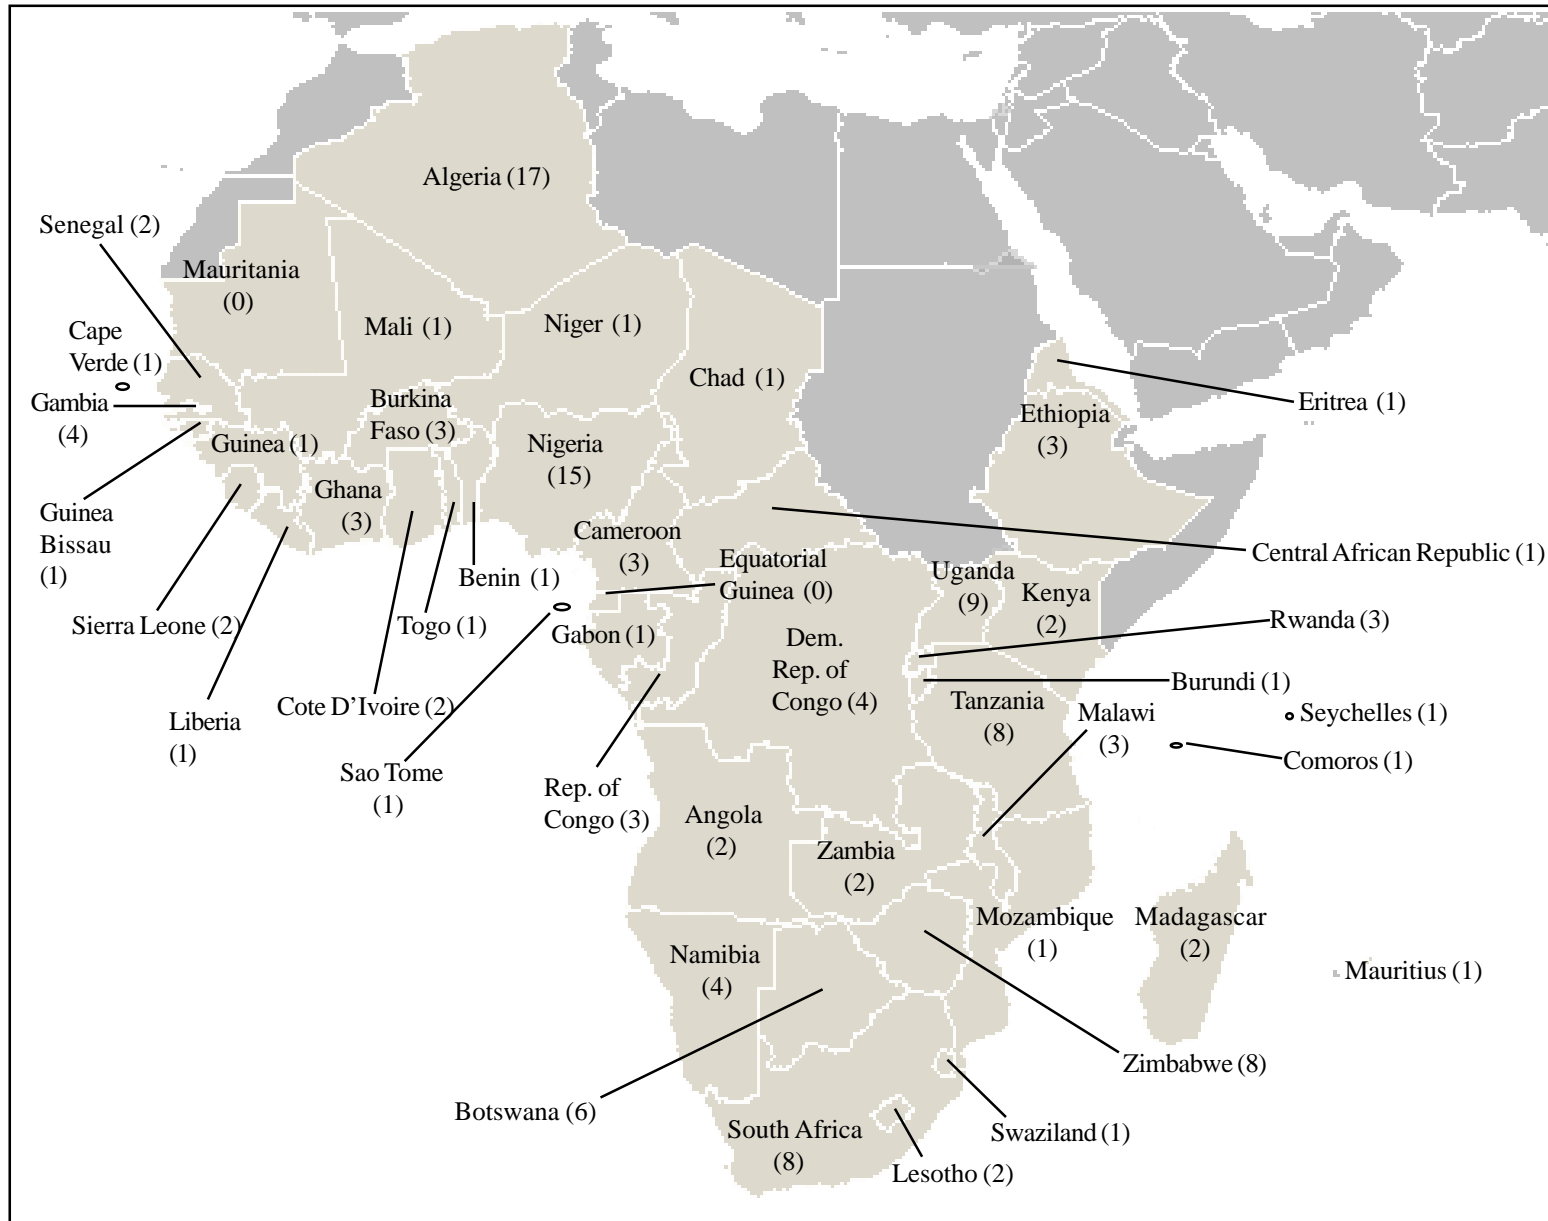 Algeria (17)
Senegal (2)
Mauritania
(0)
Mali (1)
Niger (1)
Cape
Verde (1)
Chad (1)
Gambia
(4)
Burkina
Faso (3)
Eritrea (1)
Ethiopia
(3)
Guinea (1)
Nigeria
(15)
Ghana
(3)
Guinea
Bissau
(1)
Cameroon
(3)
Central African Republic (1)
Equatorial
Guinea (0)
Uganda
(9)
Benin (1)
Kenya
(2)
Sierra Leone (2)
Togo (1)
Gabon (1)
Rwanda (3)
Dem.
Rep. of
Congo (4)
Burundi (1)
Tanzania
(8)
Cote D'Ivoire (2)
Liberia
(1)
Malawi
(3)
Seychelles (1)
Comoros (1)
Sao Tome
(1)
Rep. of
Congo (3)
Angola
(2)
Zambia
(2)
Mozambique
(1)
Madagascar
(2)
Namibia
(4)
Mauritius (1)
Zimbabwe (8)
Botswana (6)
South Africa
(8)
Swaziland (1)
Lesotho (2)